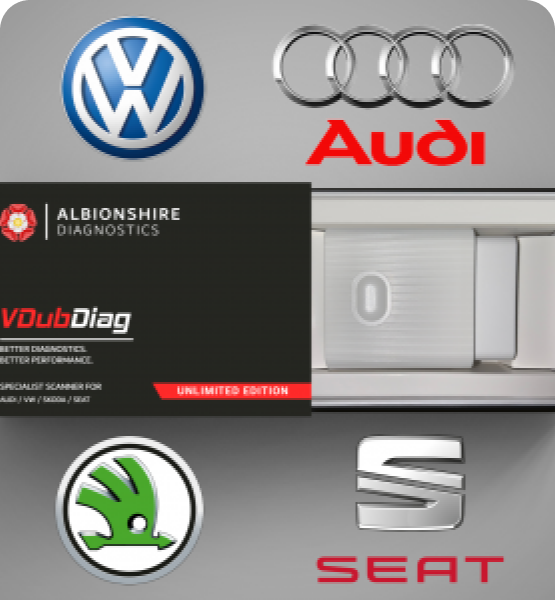 Audi
ALBIONSHIRE
DIAGNOSTICS
VDubDiag
BETTER DIAGNOSTICS.
BETTER PERFORMANCE.
SPECIALIST SCANNER FOR
AUDI / VW / SKODA / SEAT
UNLIMITED EDITION
SEAT